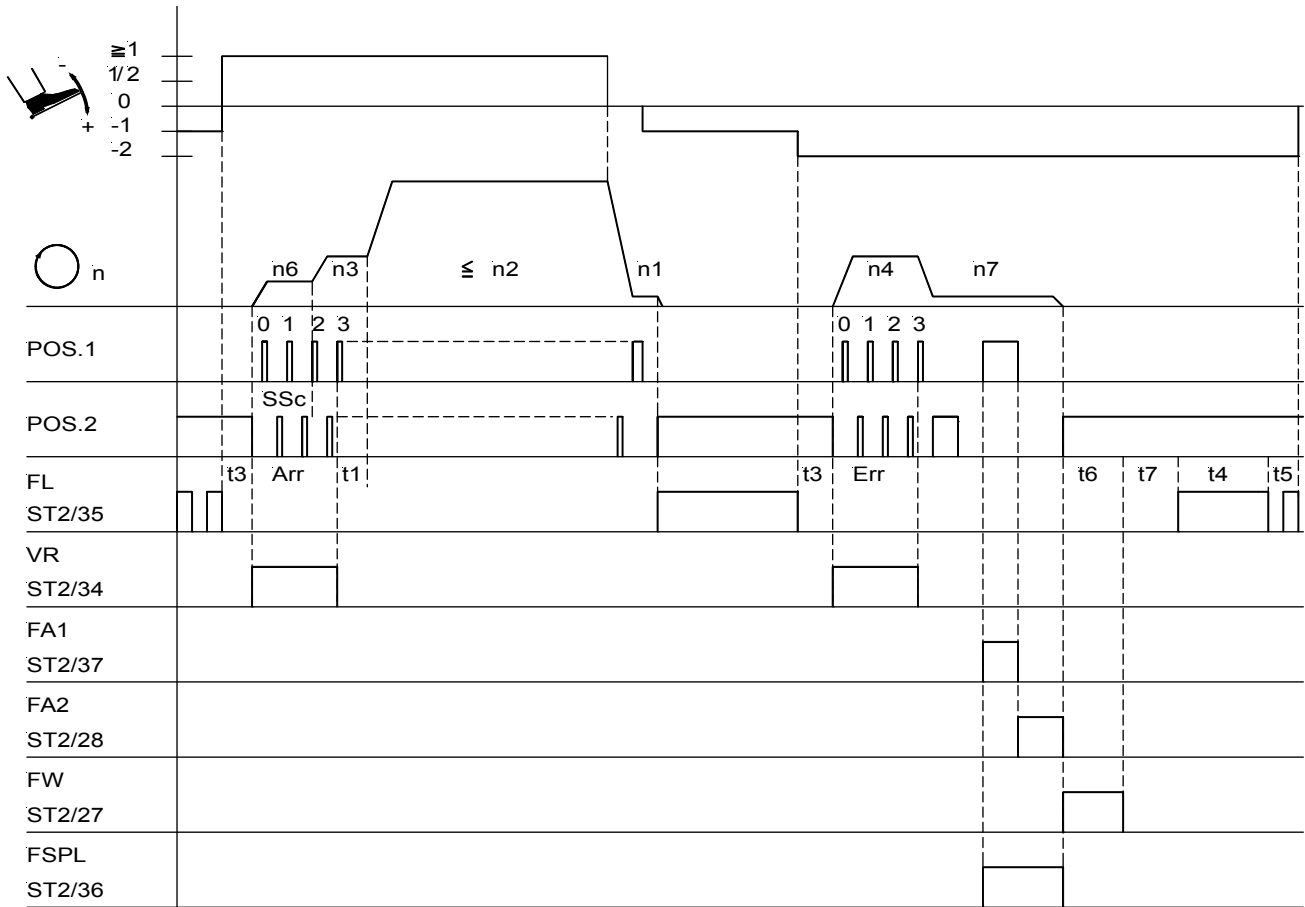 ≧1
1/2
0
-1
-2
-
+
n
n6 n3 ≦ n2 n1 n4 n7
0 1 2 3 0 1 2 3
POS.1
SSc
POS.2
t3 Arr t1 t3 Err t6 t7 t4 t5
FL
ST2/35
VR
ST2/34
FA1
ST2/37
FA2
ST2/28
FW
ST2/27
FSPL
ST2/36